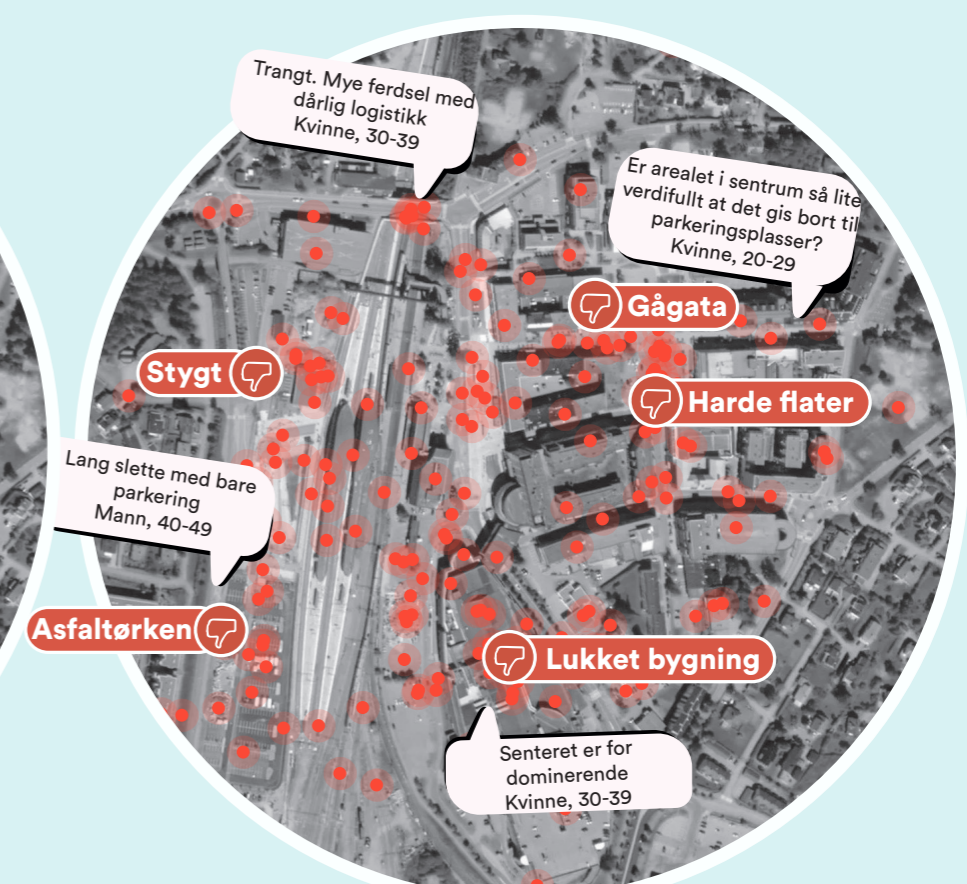 Trangt. Mye ferdsel med
dårlig logistikk
Kvinne, 30-39
Er arealet i sentrum så lite
verdifullt at det gis bort til
parkeringsplasser?
Kvinne, 20-29
Gågata
Stygt
Harde flater
Lang slette med bare
parkering
Mann, 40-49
Asfaltørken
Lukket bygning
Senteret er for
dominerende
Kvinne, 30-39